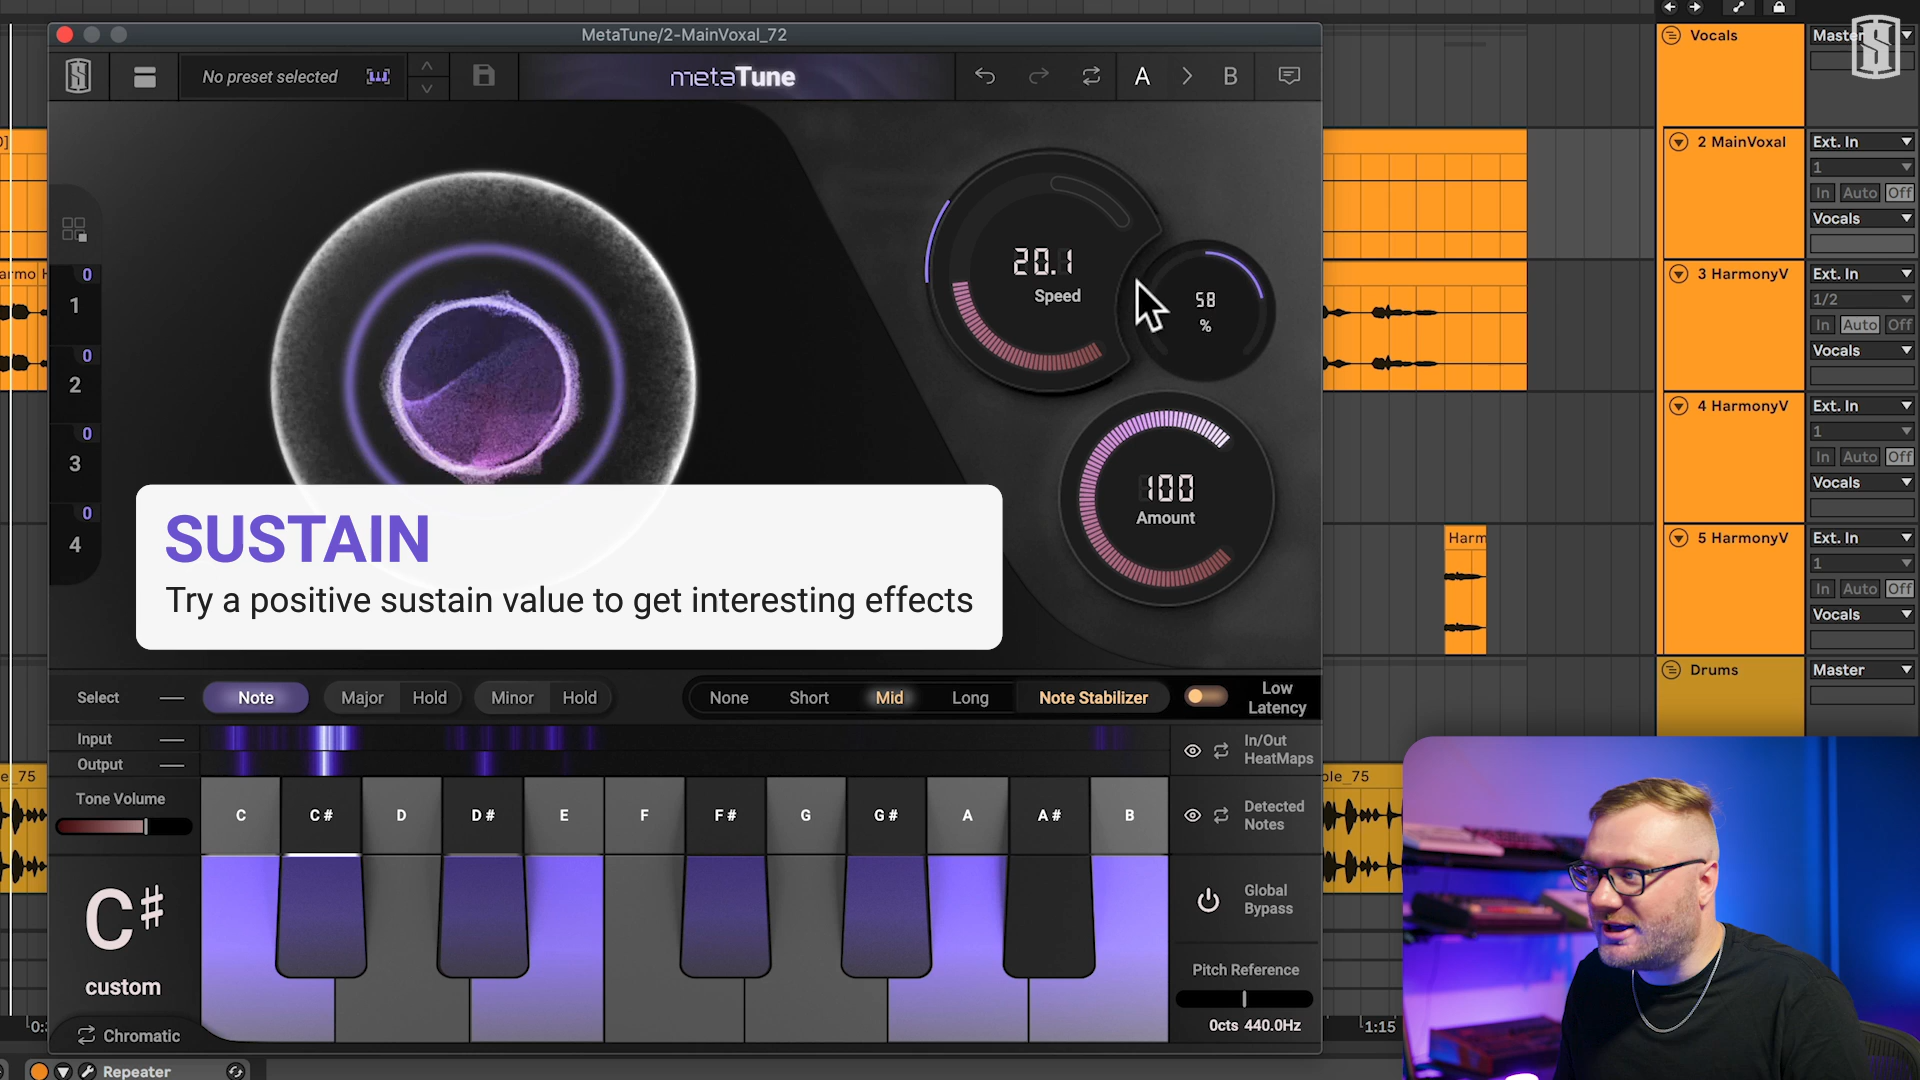 MetaTune/2-MainVoxal_72
No preset selected
metaTune
A
B
Vocals
Master
2 MainVoxal
Ext. In
1
In Auto Off
Vocals
3 HarmonyV
Ext. In
1/2
In Auto Off
Vocals
4 HarmonyV
Ext. In
1
In Auto Off
Vocals
5 HarmonyV
Ext. In
1
In Auto Off
Vocals
Drums
Master
Harm
0
1
0
2
0
3
0
4
20.1
Speed
58
%
100
Amount
SUSTAIN
Try a positive sustain value to get interesting effects
Select
Note
Major Hold
Minor Hold
None Short Mid Long
Note Stabilizer
Low
Latency
Input
Output
In/Out
HeatMaps
Tone Volume
C C# D D# E F F# G G# A A# B
Detected
Notes
C#
custom
Chromatic
Global
Bypass
Pitch Reference
0cts 440.0Hz
1:15
Repeater